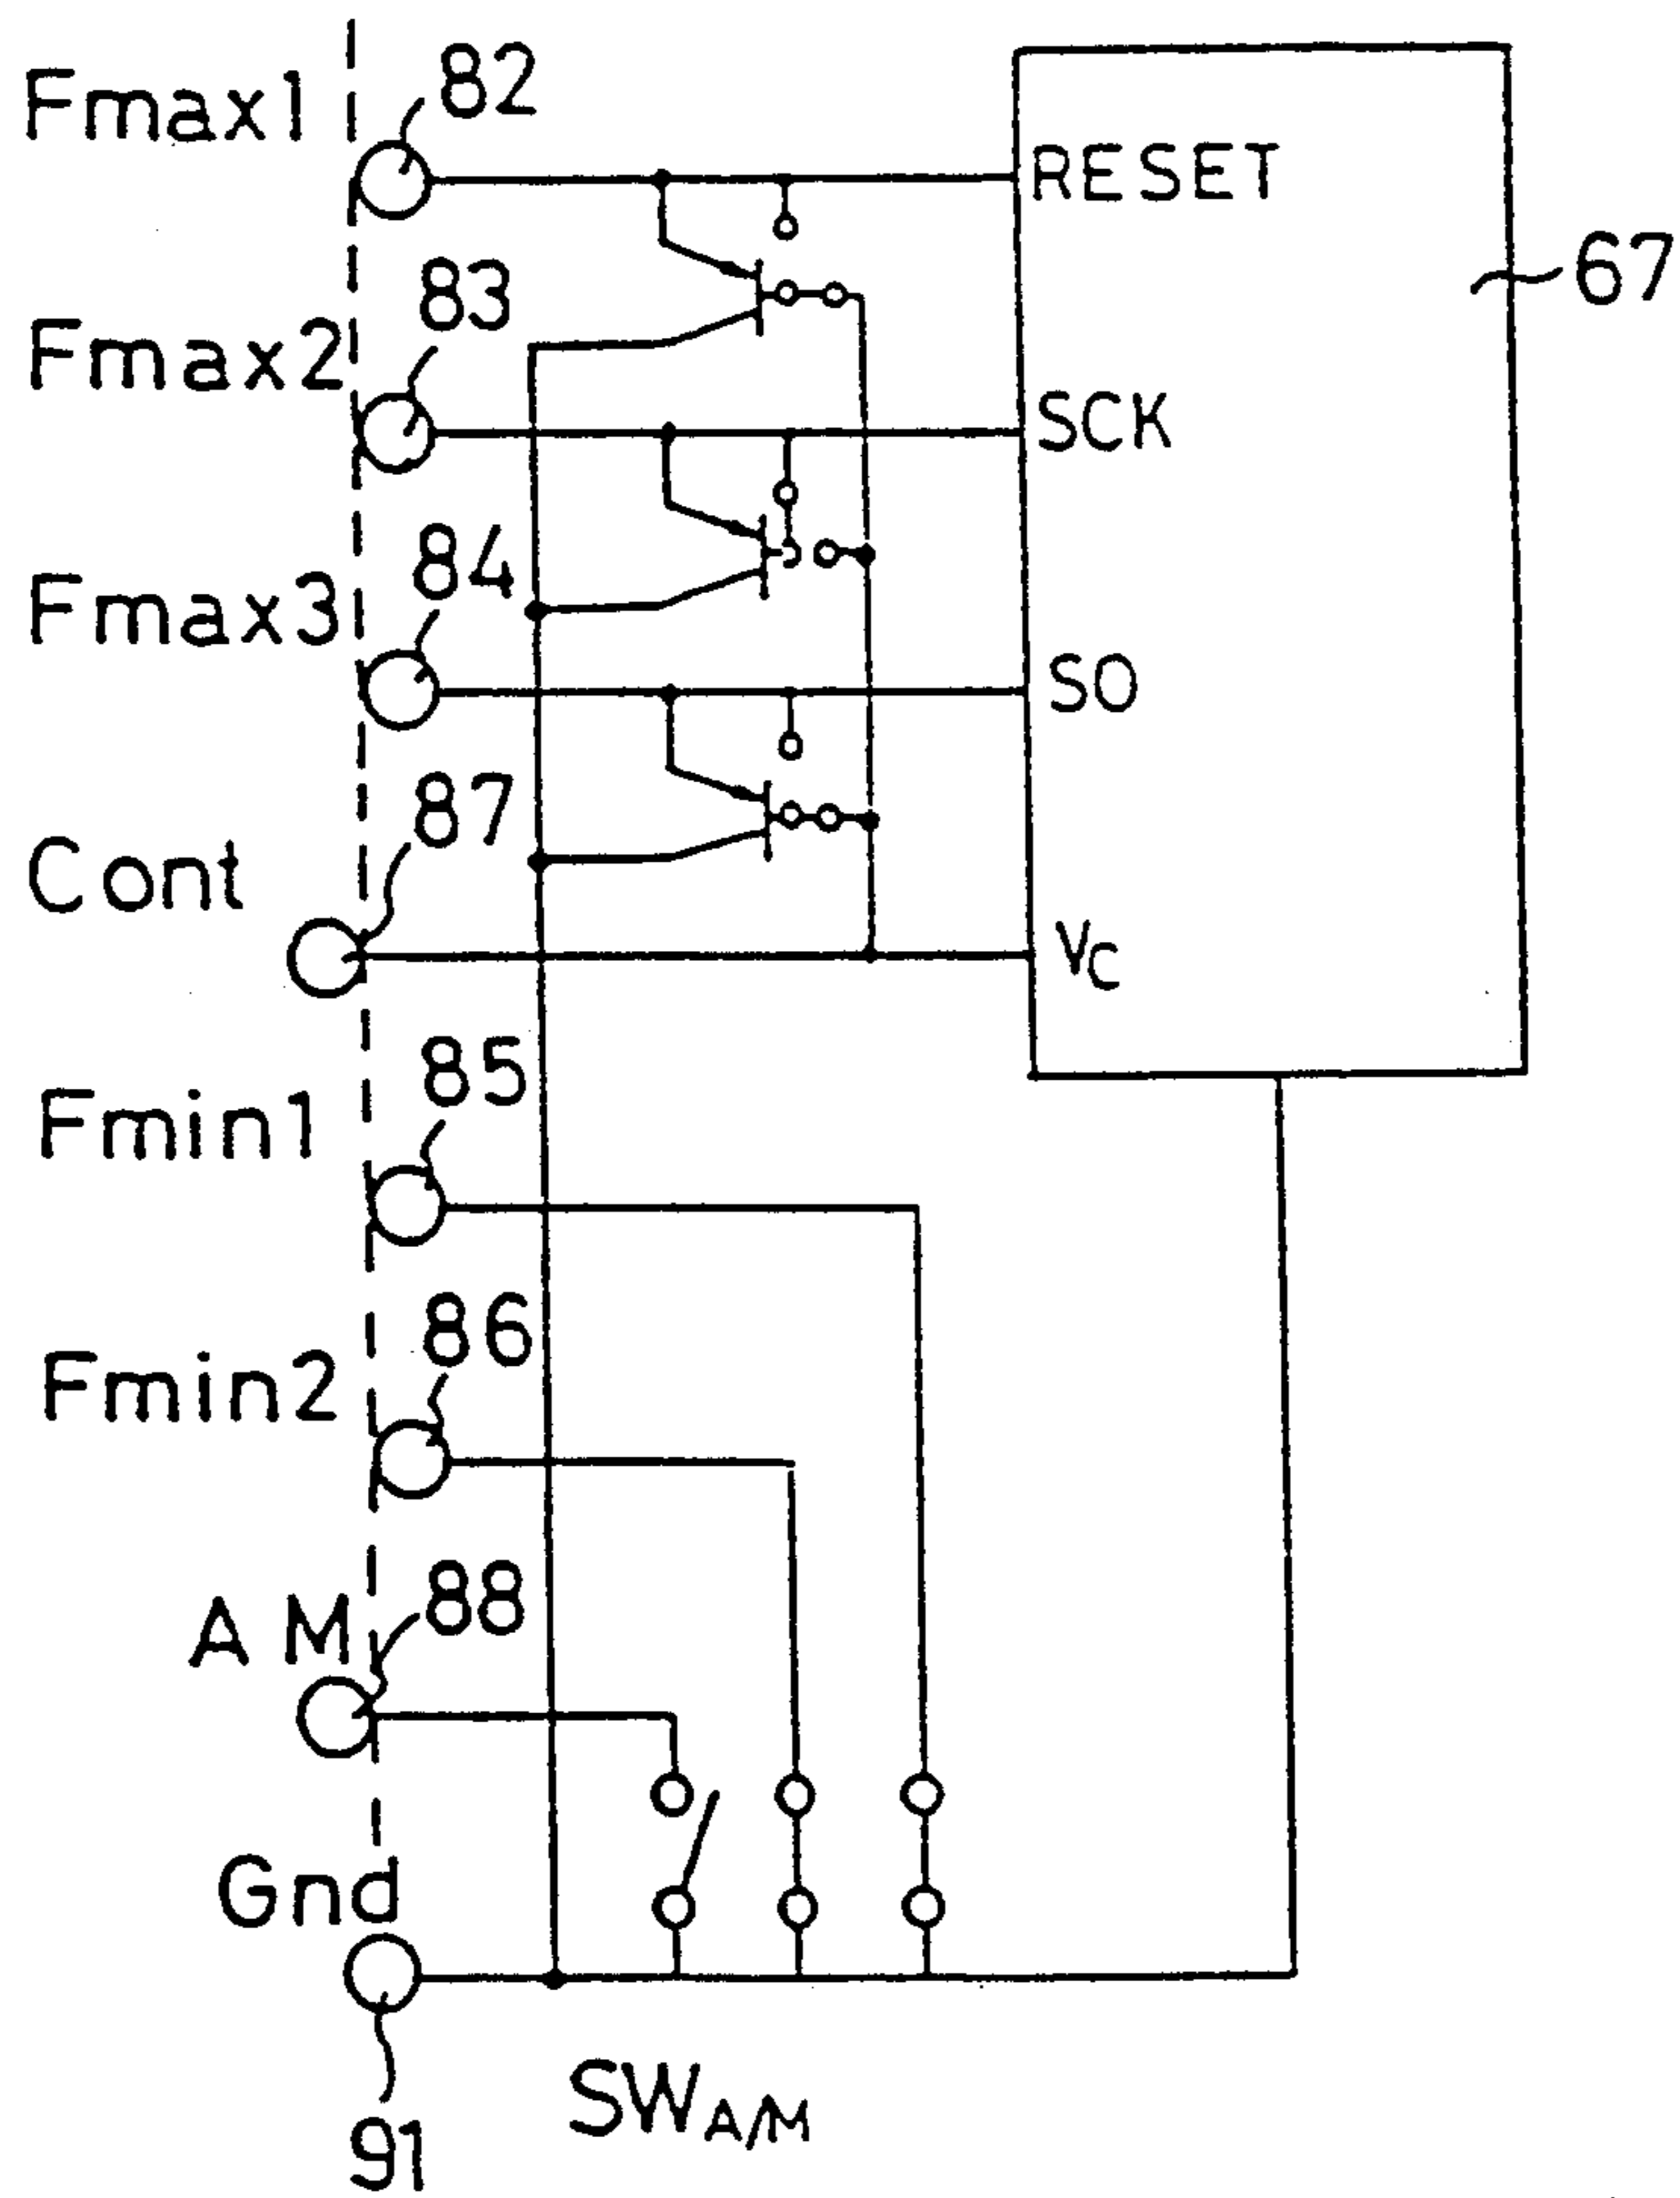 Fmax1
82
RESET
67
83
Fmax2
SCK
84
Fmax3
SO
87
Cont
VC
85
Fmin1
86
Fmin2
88
AM
Gnd
91
SWA/M